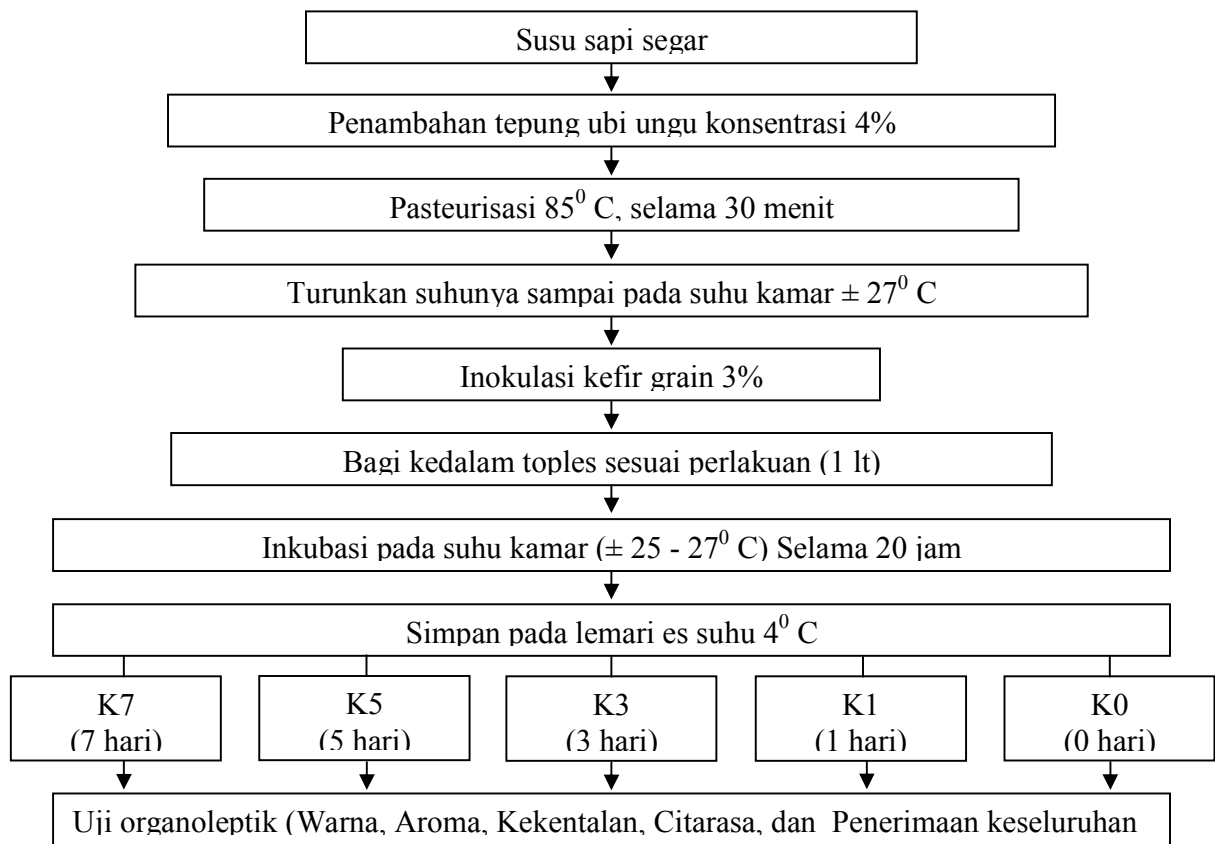 Susu sapi segar
Penambahan tepung ubi ungu konsentrasi 4%
Pasteurisasi 85⁰ C, selama 30 menit
Turunkan suhunya sampai pada suhu kamar ± 27⁰ C
Inokulasi kefir grain 3%
Bagi kedalam toples sesuai perlakuan (1 lt)
Inkubasi pada suhu kamar (± 25 - 27⁰ C) Selama 20 jam
Simpan pada lemari es suhu 4⁰ C
K7
(7 hari)
K5
(5 hari)
K3
(3 hari)
K1
(1 hari)
K0
(0 hari)
Uji organoleptik (Warna, Aroma, Kekentalan, Citarasa, dan Penerimaan keseluruhan